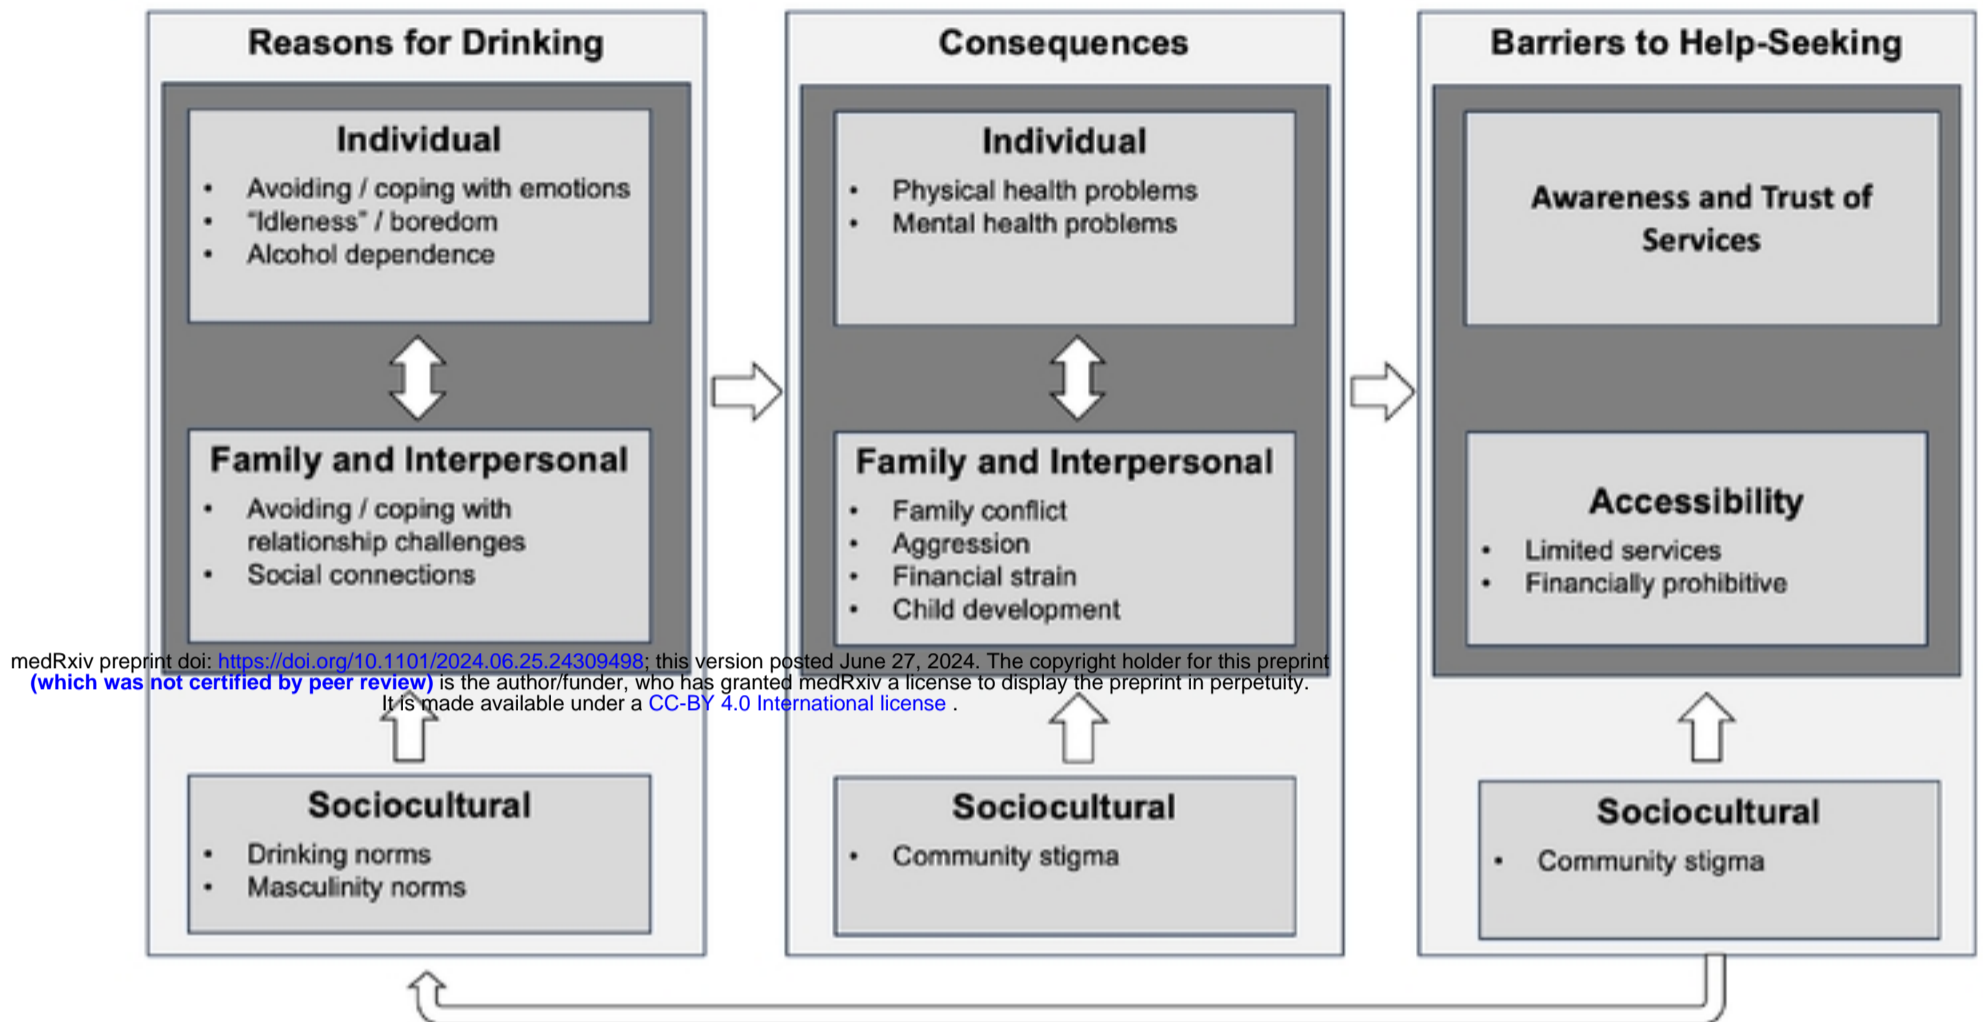 Reasons for Drinking
Individual
• Avoiding / coping with emotions
• “Idleness” / boredom
• Alcohol dependence
Family and Interpersonal
• Avoiding / coping with
relationship challenges
• Social connections
Sociocultural
• Drinking norms
• Masculinity norms
Consequences
Individual
• Physical health problems
• Mental health problems
Family and Interpersonal
• Family conflict
• Aggression
• Financial strain
• Child development
Sociocultural
• Community stigma
Barriers to Help-Seeking
Awareness and Trust of
Services
Accessibility
• Limited services
• Financially prohibitive
Sociocultural
• Community stigma
medRxiv preprint doi: https://doi.org/10.1101/2024.06.25.24309498; this version posted June 27, 2024. The copyright holder for this preprint
(which was not certified by peer review) is the author/funder, who has granted medRxiv a license to display the preprint in perpetuity.
It is made available under a CC-BY 4.0 International license .